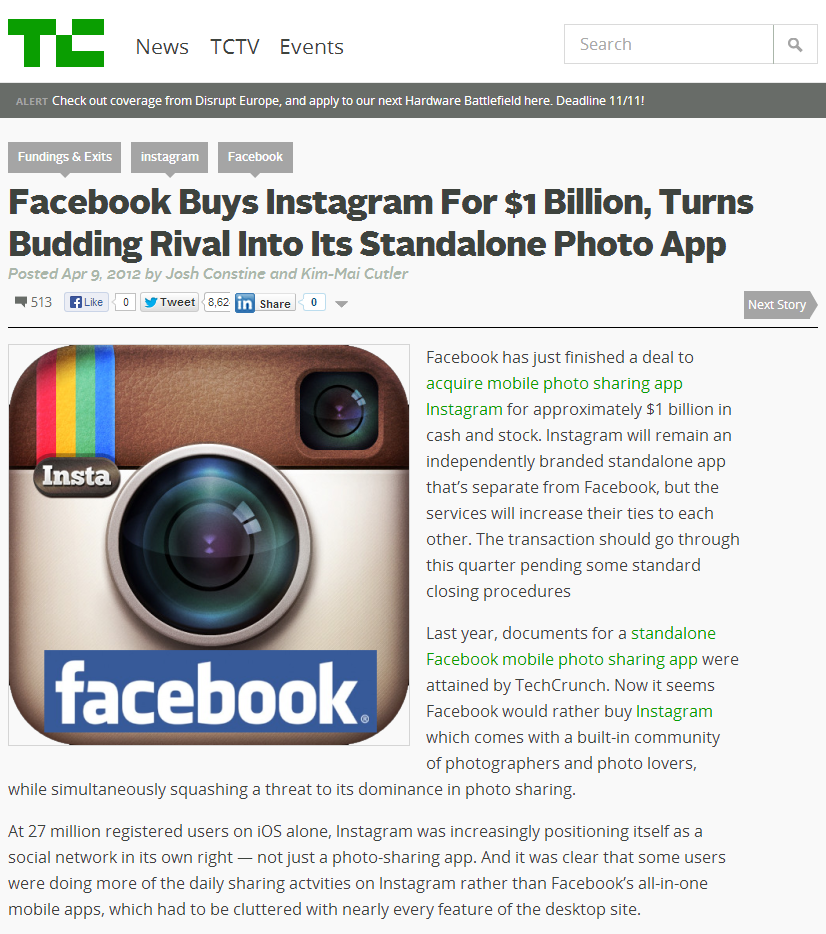 TC
News TCTV Events
Search
ALERT Check out coverage from Disrupt Europe, and apply to our next Hardware Battlefield here. Deadline 11/11!
Fundings & Exits instagram Facebook
Facebook Buys Instagram For $1 Billion, Turns
Budding Rival Into Its Standalone Photo App
Posted Apr 9, 2012 by Josh Constine and Kim-Mai Cutler
513 Like 0 Tweet 8,62 in Share 0
Next Story
Insta
facebook®
Facebook has just finished a deal to
acquire mobile photo sharing app
Instagram for approximately $1 billion in
cash and stock. Instagram will remain an
independently branded standalone app
that’s separate from Facebook, but the
services will increase their ties to each
other. The transaction should go through
this quarter pending some standard
closing procedures
Last year, documents for a standalone
Facebook mobile photo sharing app were
attained by TechCrunch. Now it seems
Facebook would rather buy Instagram
which comes with a built-in community
of photographers and photo lovers,
while simultaneously squashing a threat to its dominance in photo sharing.
At 27 million registered users on iOS alone, Instagram was increasingly positioning itself as a
social network in its own right — not just a photo-sharing app. And it was clear that some users
were doing more of the daily sharing actvities on Instagram rather than Facebook’s all-in-one
mobile apps, which had to be cluttered with nearly every feature of the desktop site.